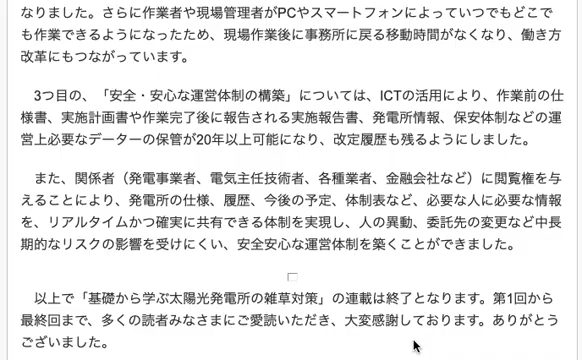 なりました。さらに作業者や現場管理者がPCやスマートフォンによっていつでもどこで
も作業できるようになったため、現場作業後に事務所に戻る移動時間がなくなり、働き方
改革にもつながっています。
3つ目の、「安全・安心な運営体制の構築」については、ICTの活用により、作業前の仕
様書、実施計画書や作業完了後に報告される実施報告書、発電所情報、保安体制などの運
営上必要なデーターの保管が20年以上可能になり、改定履歴も残るようにしました。
また、関係者（発電事業者、電気主任技術者、各種業者、金融会社など）に閲覧権を与
えることにより、発電所の仕様、履歴、今後の予定、体制表など、必要な人に必要な情報
を、リアルタイムかつ確実に共有できる体制を実現し、人の異動、委託先の変更など中長
期的なリスクの影響を受けにくい、安全安心な運営体制を築くことができました。
以上で「基礎から学ぶ太陽光発電所の雑草対策」の連載は終了となります。第1回から
最終回まで、多くの読者みなさまにご愛読いただき、大変感謝しております。ありがとう
ございました。